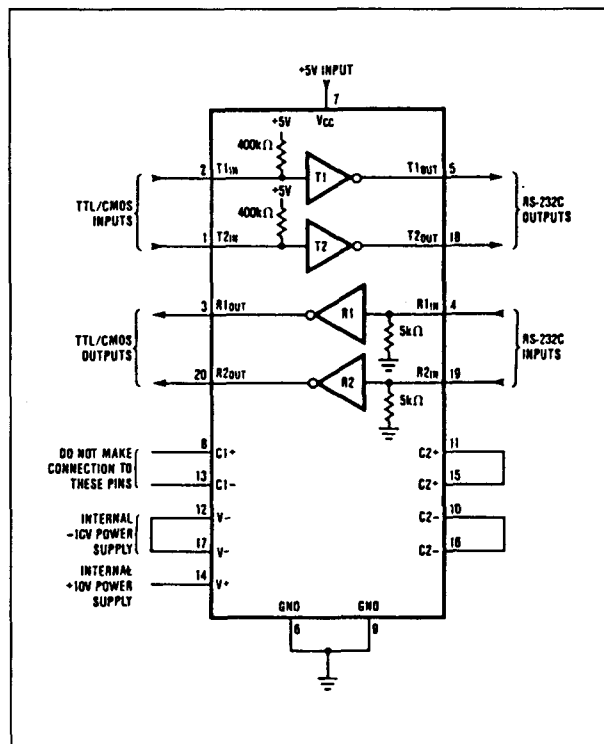 +5V INPUT
7
VCC
+5V
400kΩ
2 T1IN T1 T1OUT 5
+5V
400kΩ
TTL/CMOS
INPUTS
RS-232C
OUTPUTS
1 T2IN T2 T2OUT 18
3 R1OUT R1 R1IN 4
5kΩ
TTL/CMOS
OUTPUTS
RS-232C
INPUTS
20 R2OUT R2 R2IN 19
5kΩ
DO NOT MAKE
CONNECTION TO
THESE PINS
8 C1+
13 C1-
C2+ 11
C2+ 15
INTERNAL
-10V POWER
SUPPLY
12 V-
17 V-
C2- 10
C2- 16
INTERNAL
+10V POWER
SUPPLY
14 V+
GND GND
6 9